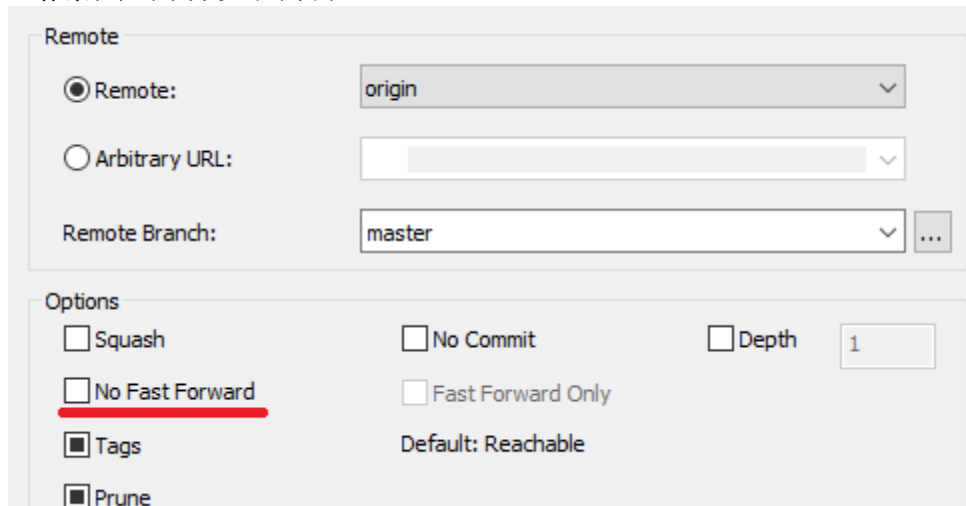 Remote
Remote: origin
Arbitrary URL:
Remote Branch: master ...
Options
Squash No Commit Depth 1
No Fast Forward Fast Forward Only
Tags Default: Reachable
Prune